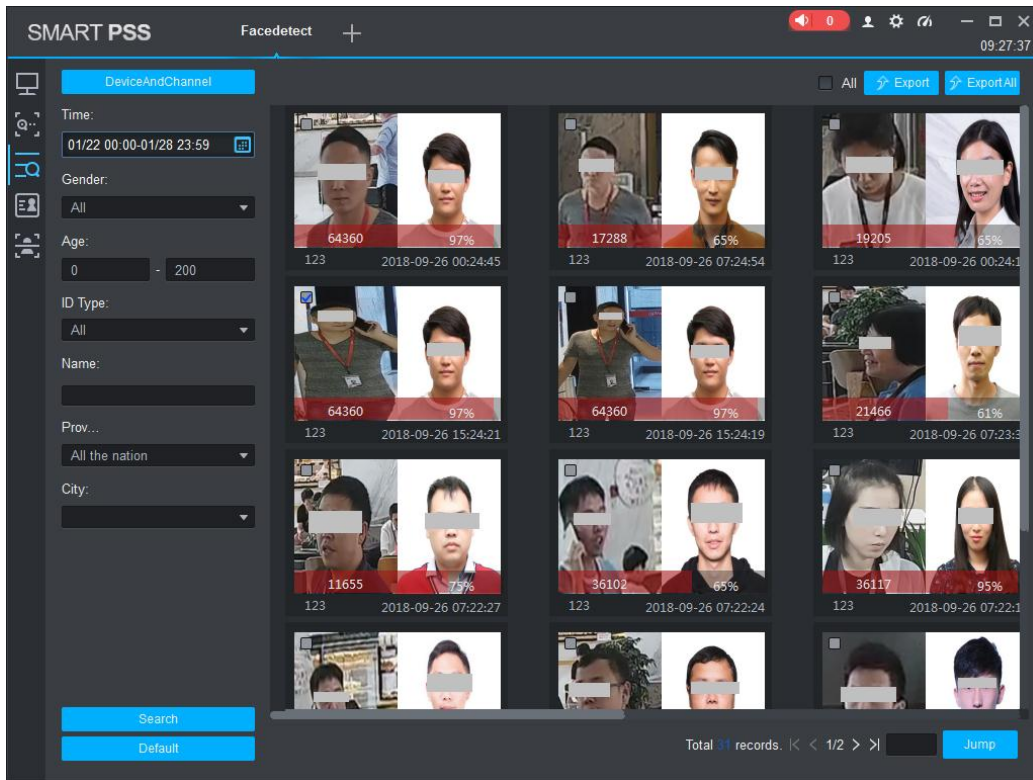 SMART PSS
Facedetect
0
09:27:37
DeviceAndChannel
All
Export
ExportAll
Time:
01/22 00:00-01/28 23:59
Gender:
All
Age:
0 - 200
ID Type:
All
Name:
Prov...
All the nation
City:
Search
Default
64360 97%
123 2018-09-26 00:24:45
17288 65%
123 2018-09-26 07:24:54
19205 65%
123 2018-09-26 00:24:1
64360 97%
123 2018-09-26 15:24:21
64360 97%
123 2018-09-26 15:24:19
21466 61%
123 2018-09-26 07:23:3
11655 75%
123 2018-09-26 07:22:27
36102 65%
123 2018-09-26 07:22:24
36117 95%
123 2018-09-26 07:22:1
Total 31 records. 1/2 Jump